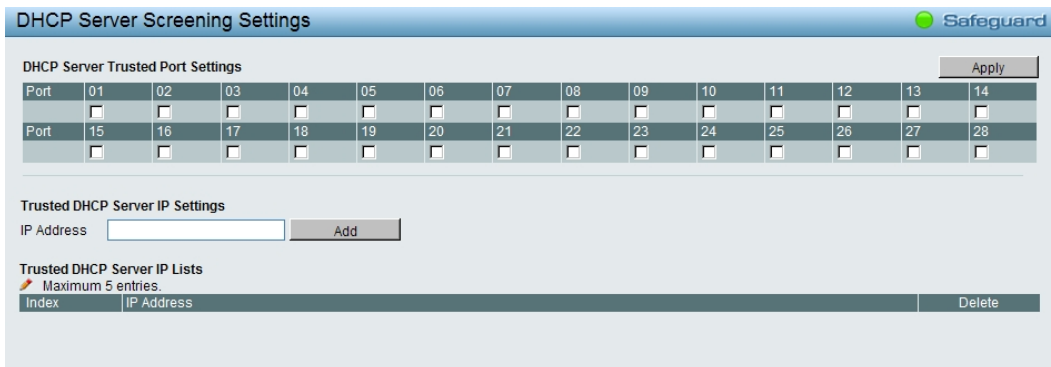 DHCP Server Screening Settings Safeguard
DHCP Server Trusted Port Settings Apply
Port 01 02 03 04 05 06 07 08 09 10 11 12 13 14
Port 15 16 17 18 19 20 21 22 23 24 25 26 27 28
Trusted DHCP Server IP Settings
IP Address Add
Trusted DHCP Server IP Lists
Maximum 5 entries.
Index IP Address Delete